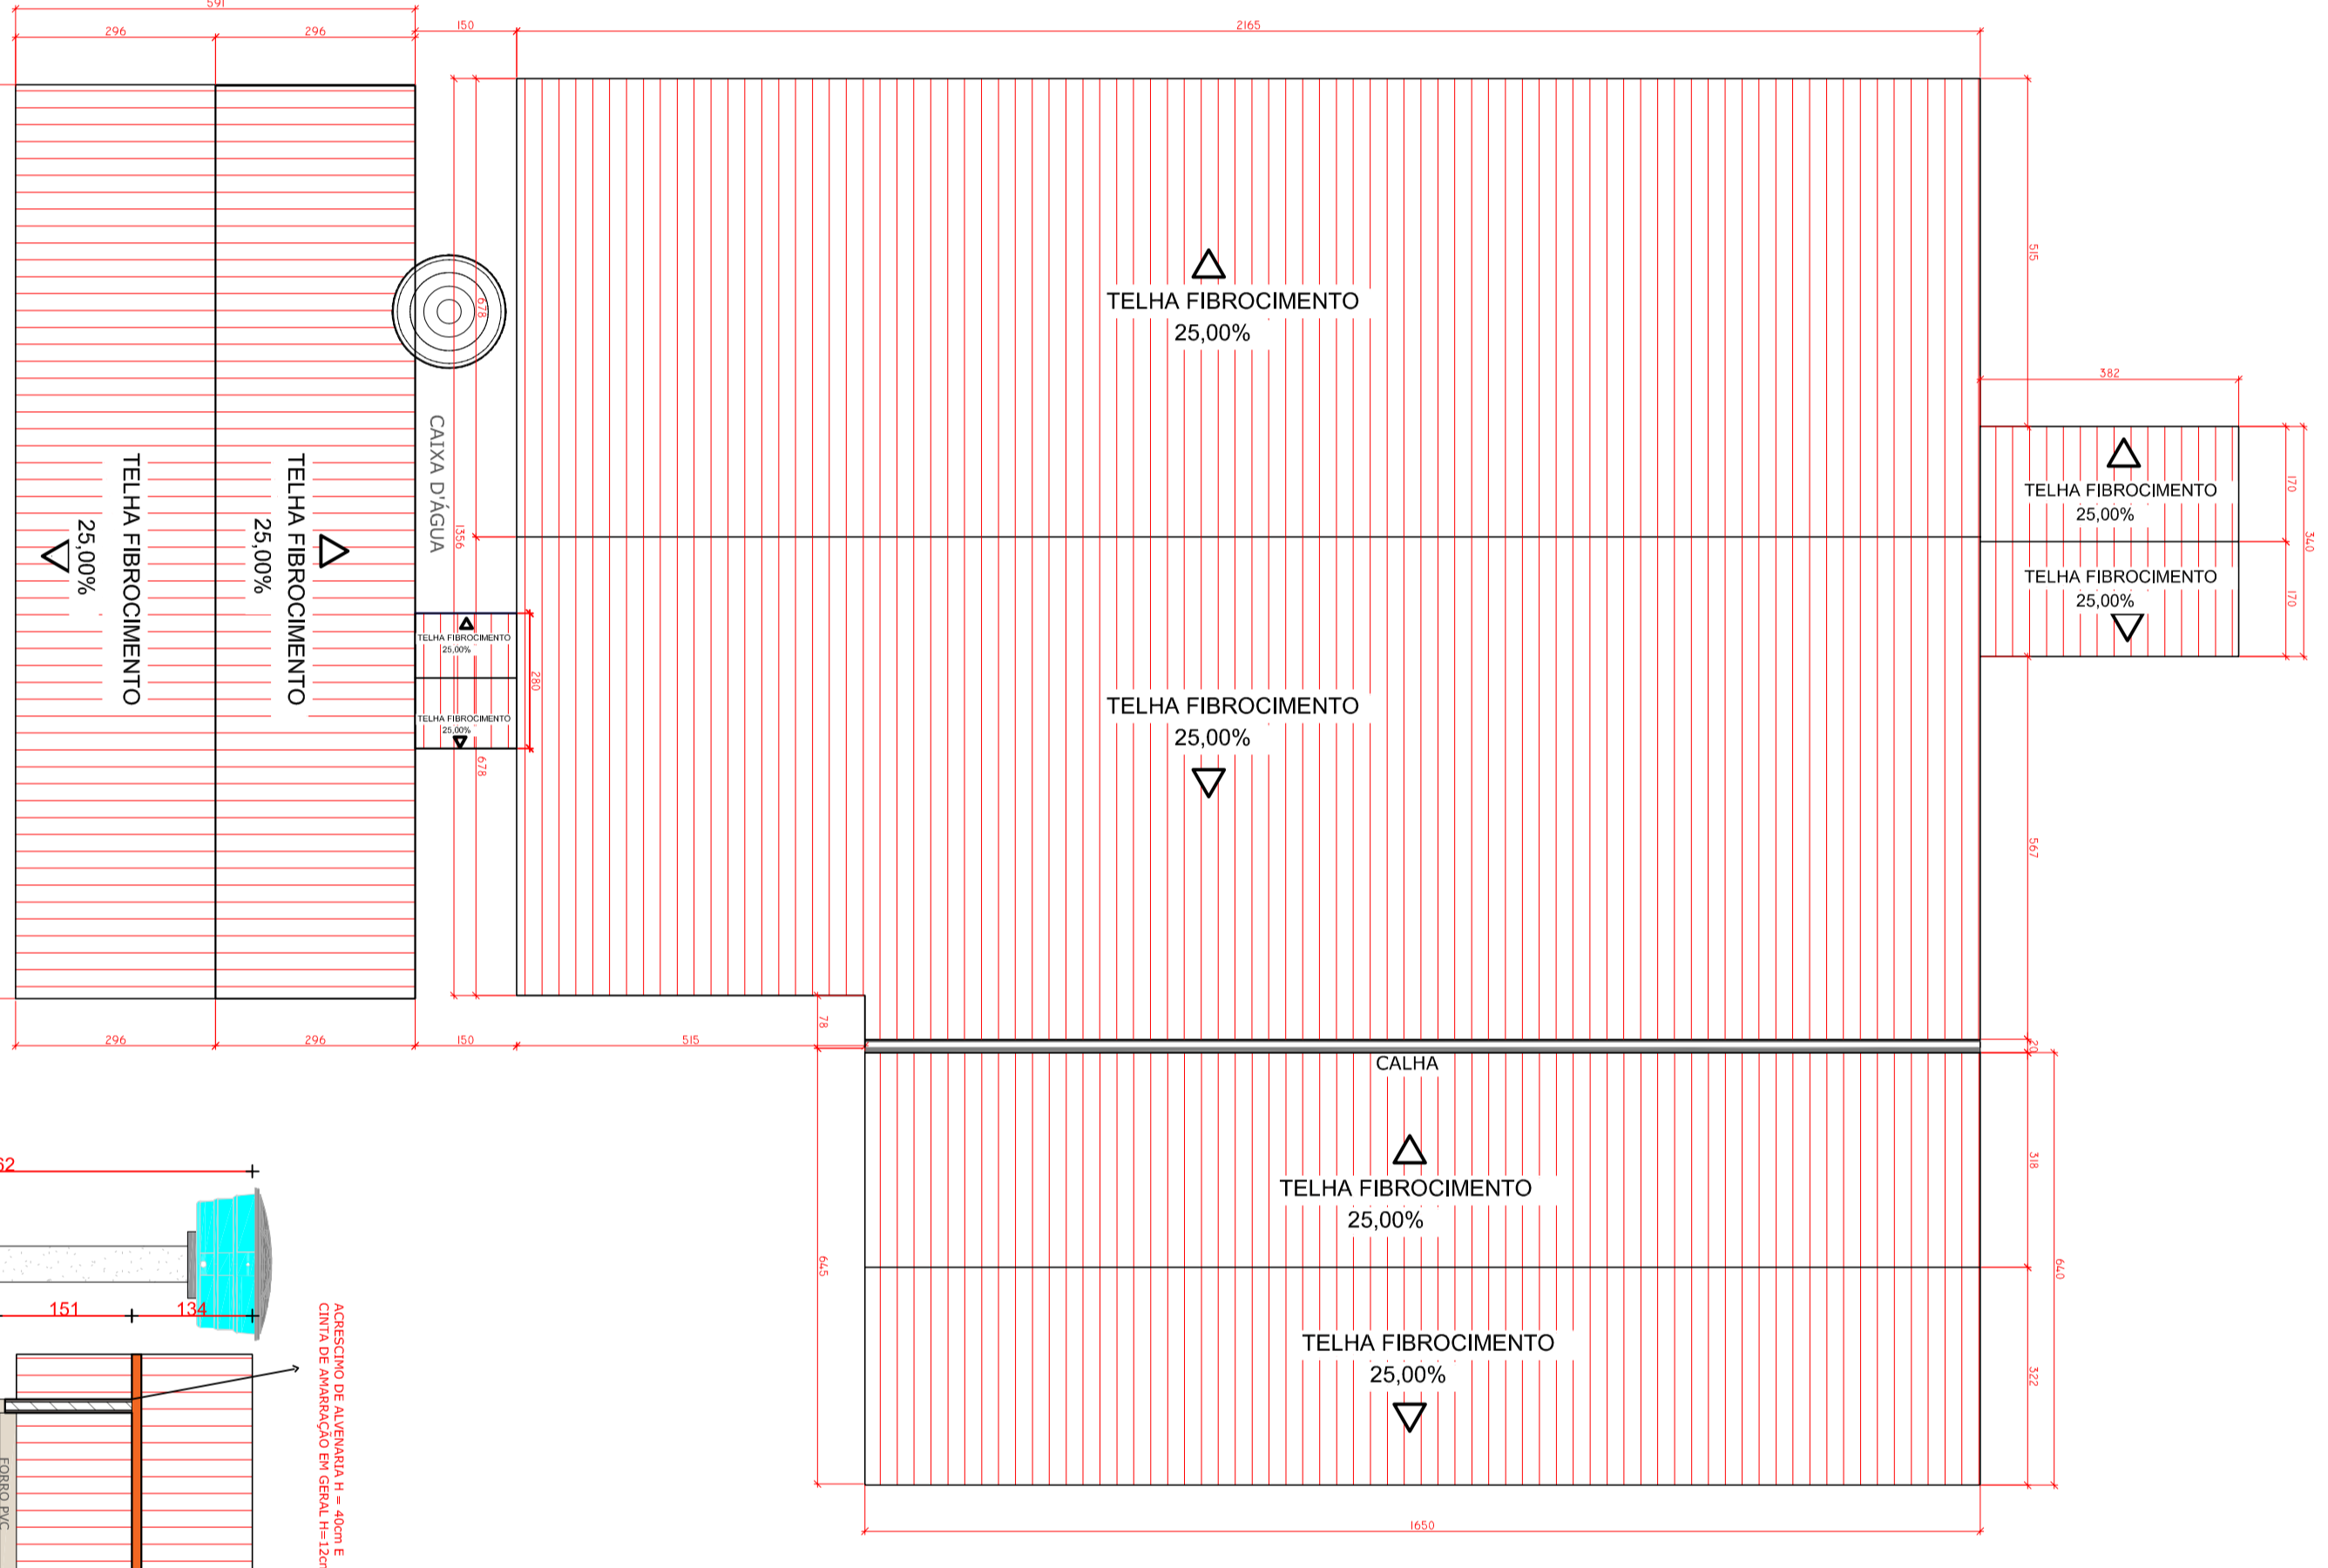 591
296
296
150
2165
TELHA FIBROCIMENTO
25,00%
TELHA FIBROCIMENTO
25,00%
CAIXA D'ÁGUA
678
1356
678
TELHA FIBROCIMENTO
25,00%
TELHA FIBROCIMENTO
25,00%
280
TELHA FIBROCIMENTO
25,00%
TELHA FIBROCIMENTO
25,00%
515
382
TELHA FIBROCIMENTO
25,00%
TELHA FIBROCIMENTO
25,00%
170
170
340
567
20
296
296
150
515
78
CALHA
TELHA FIBROCIMENTO
25,00%
TELHA FIBROCIMENTO
25,00%
645
318
322
640
1650
62
151
134
ACRESCIMO DE ALVENARIA H = 40cm E
CINTA DE AMARRAÇÃO EM GERAL H=12cm
FORRO PVC